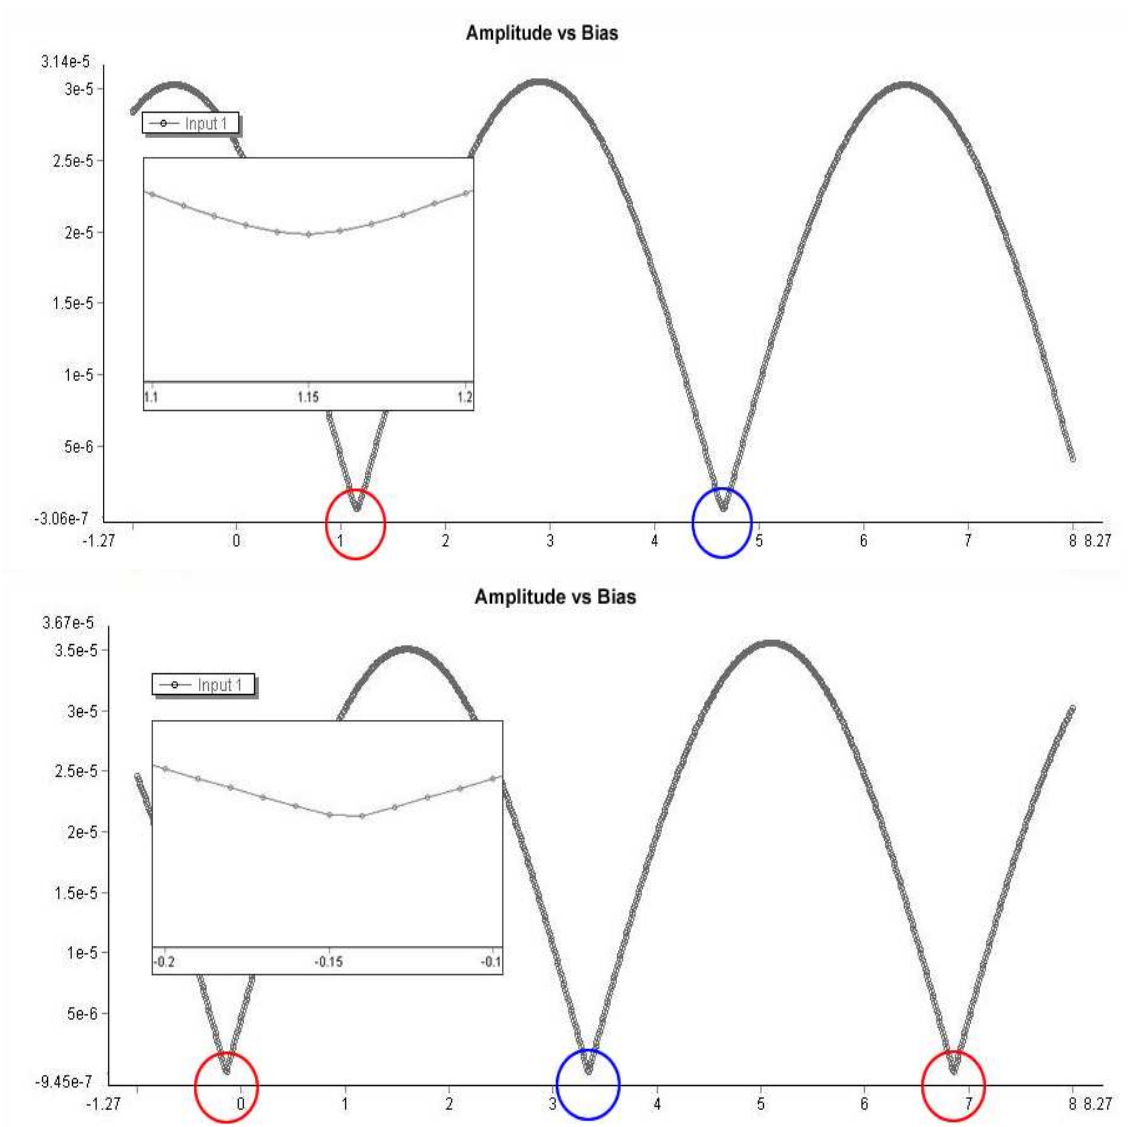 Amplitude vs Bias
3.14e-5
3e-5
Input 1
2.5e-5
2e-5
1.5e-5
1e-5
1.1 1.15 1.2
5e-6
-3.06e-7
-1.27 0 1 2 3 4 5 6 7 8 8.27
Amplitude vs Bias
3.67e-5
3.5e-5
Input 1
3e-5
2.5e-5
2e-5
1.5e-5
1e-5
-0.2 -0.15 -0.1
5e-6
-9.45e-7
-1.27 0 1 2 3 4 5 6 7 8 8.27